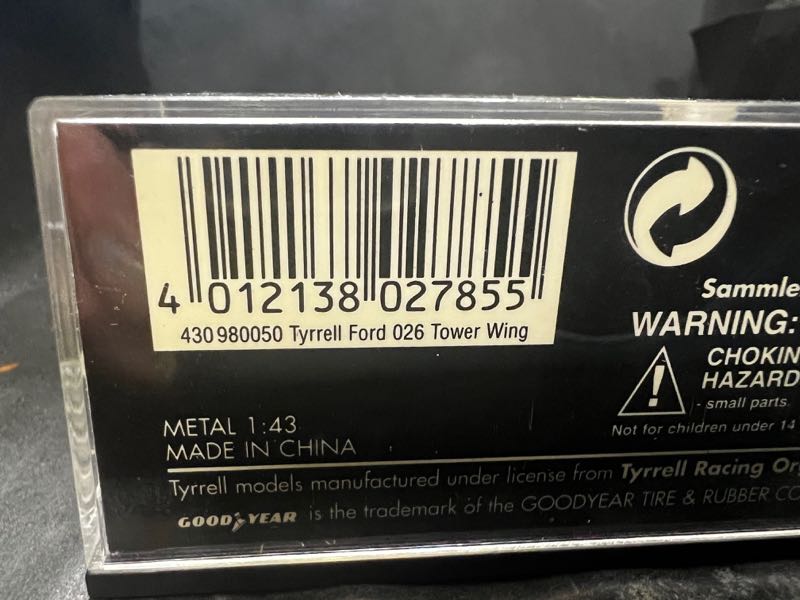 4 012138 027855
430 980050 Tyrrell Ford 026 Tower Wing
Sammle
WARNING:
CHOKIN
HAZARD
- small parts.
Not for children under 14
METAL 1:43
MADE IN CHINA
Tyrrell models manufactured under license from Tyrrell Racing Or
GOODYEAR is the trademark of the GOODYEAR TIRE & RUBBER CO